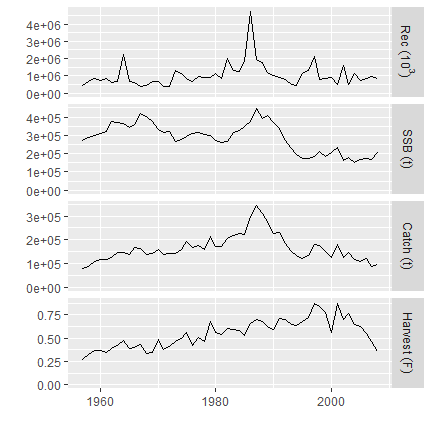 4e+06
3e+06
2e+06
1e+06
0e+00
Rec (10³)
4e+05
3e+05
2e+05
1e+05
0e+00
SSB (t)
3e+05
2e+05
1e+05
0e+00
Catch (t)
0.75
0.50
0.25
0.00
Harvest (F)
1960 1980 2000